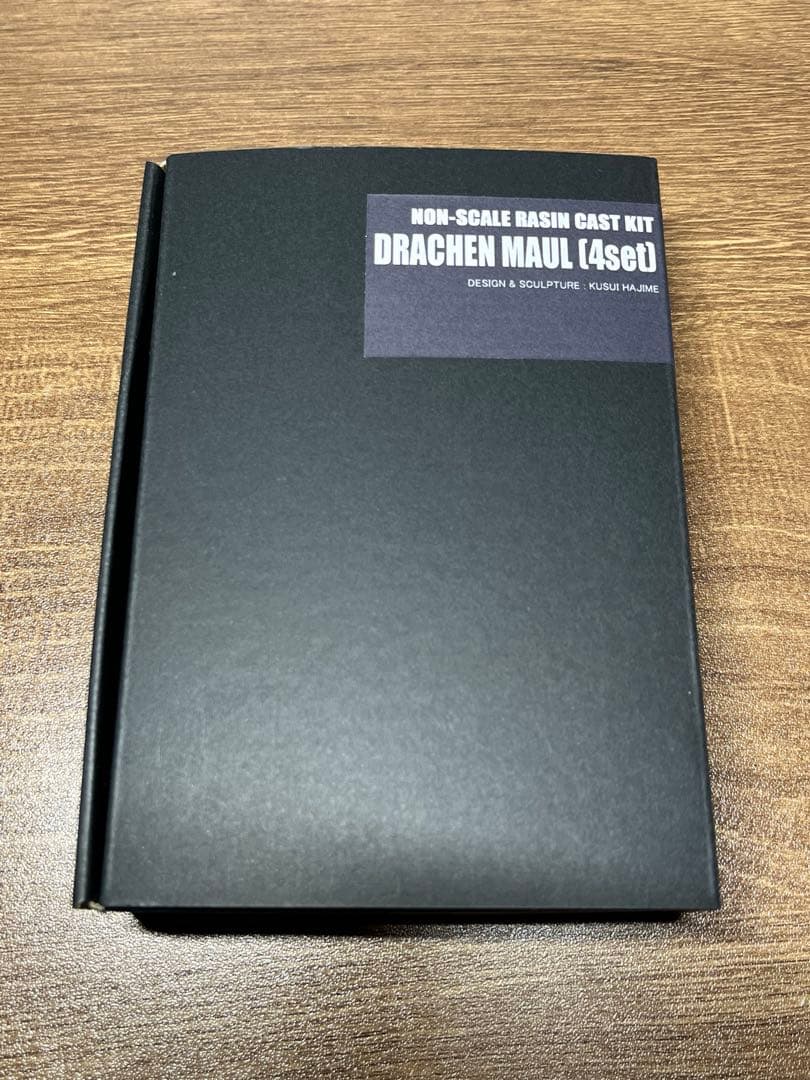 NON-SCALE RASIN CAST KIT
DRACHEN MAUL (4set)
DESIGN & SCULPTURE : KUSUI HAJIME